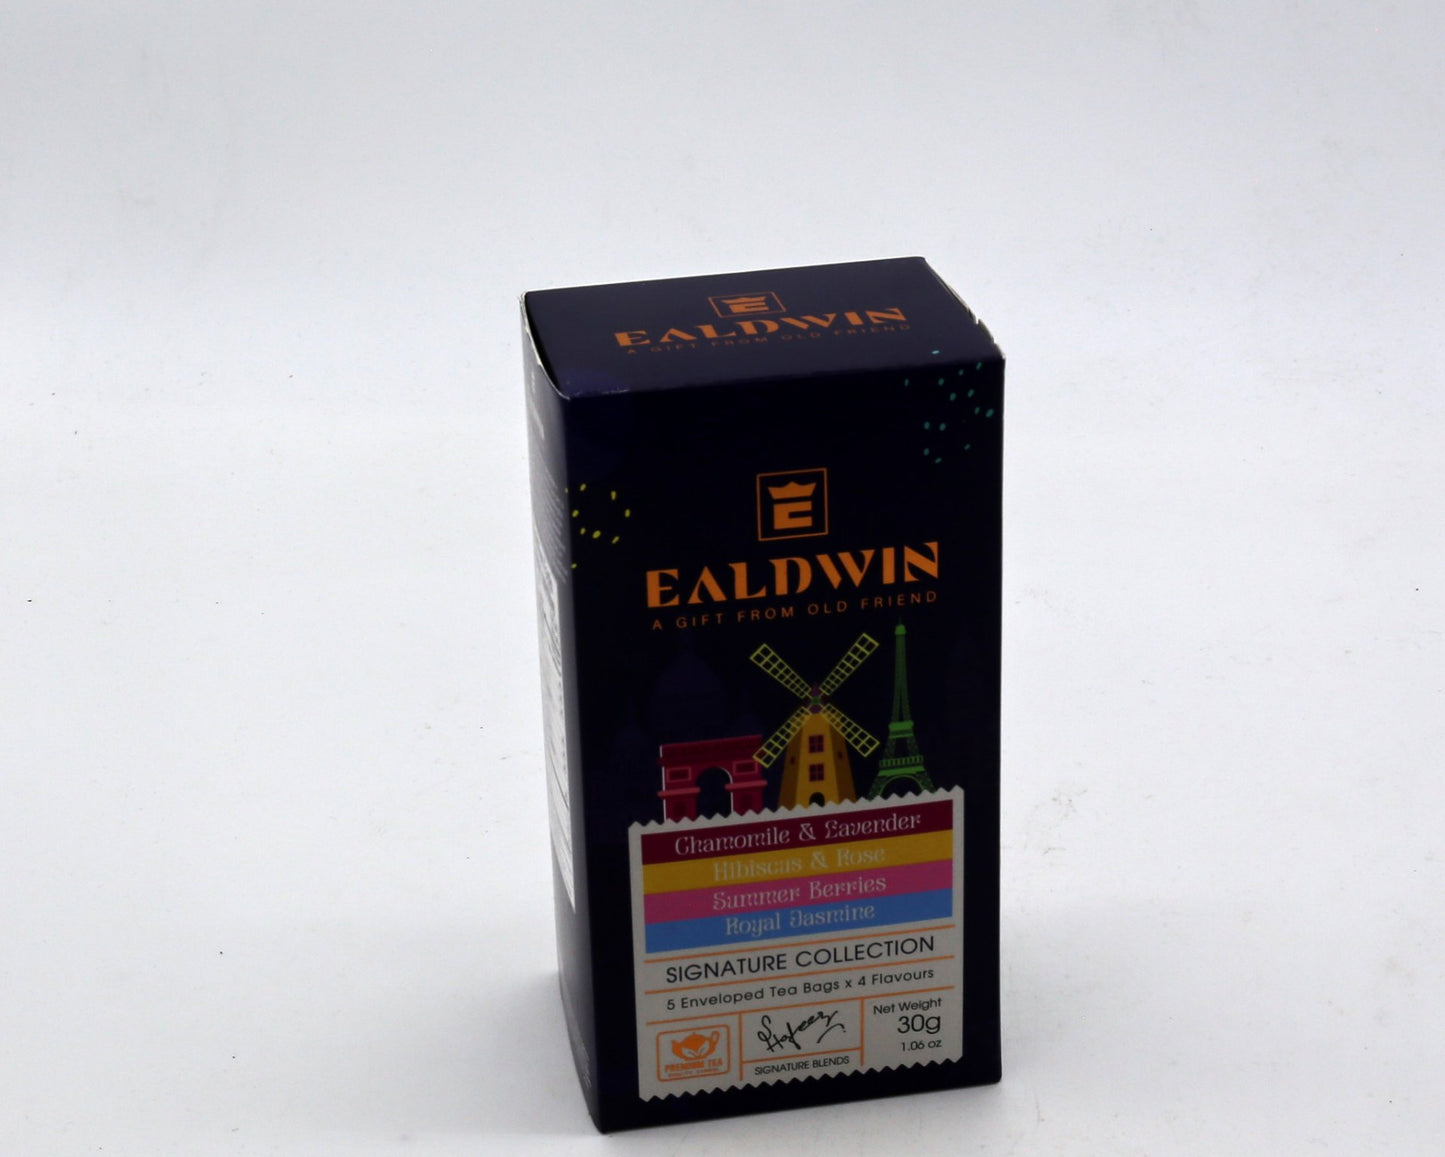 E
EALDWIN
A GIFT FROM OLD FRIEND
E
EALDWIN
A GIFT FROM OLD FRIEND
Chamomile & Lavender
Hibiscus & Rose
Summer Berries
Royal Jasmine
SIGNATURE COLLECTION
5 Enveloped Tea Bags x 4 Flavours
PREMIUM TEA
SIGNATURE BLENDS
Net Weight
30g
1.06 oz